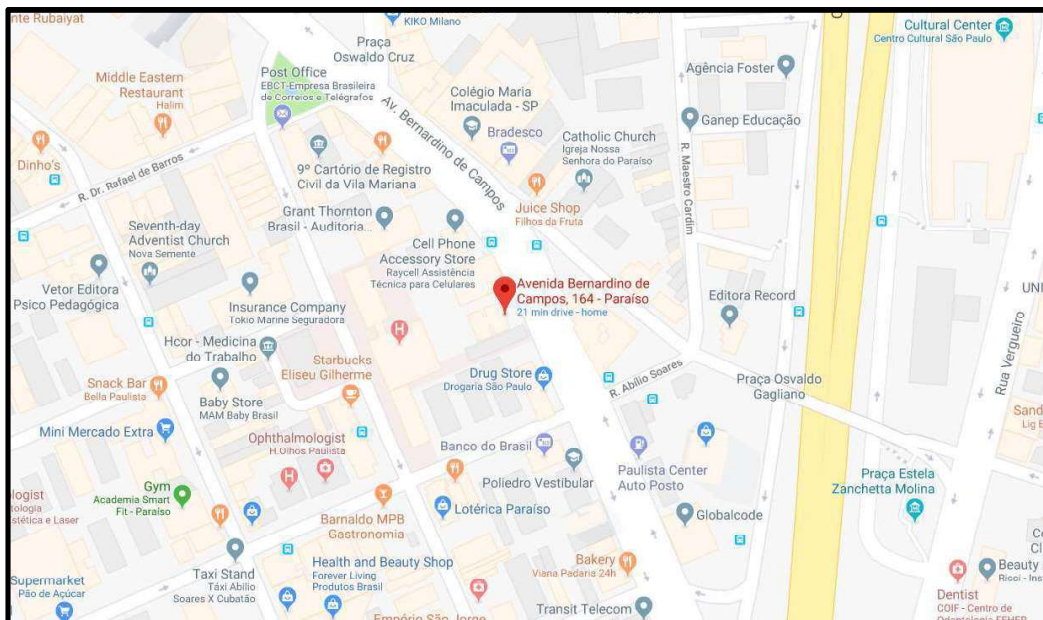 nte Rubaiyat
KIKO Milano
Praça
Oswaldo Cruz
Cultural Center
Centro Cultural São Paulo
Middle Eastern
Restaurant
Halim
Post Office
EBCT-Empresa Brasileira
de Correios e Telégrafos
Av. Bernardino de Campos
Colégio Maria
Imaculada - SP
Bradesco
Agência Foster
Ganep Educação
Catholic Church
Igreja Nossa
Senhora do Paraíso
R. Maestro Cardim
Dinho's
R. Dr. Rafael de Barros
9º Cartório de Registro
Civil da Vila Mariana
Juice Shop
Filhos da Fruta
Grant Thornton
Brasil - Auditoria...
Seventh-day
Adventist Church
Nova Semente
Cell Phone
Accessory Store
Raycell Assistência
Técnica para Celulares
Vetor Editora
Psico Pedagógica
Avenida Bernardino de
Campos, 164 - Paraíso
21 min drive - home
Editora Record
UNI
Insurance Company
Tokio Marine Seguradora
H
Hcor - Medicina
do Trabalho
Starbucks
Eliseu Gilherme
Drug Store
Drogaria São Paulo
R. Abílio Soares
Praça Osvaldo
Gagliano
Rua Vergueiro
Snack Bar
Bella Paulista
Baby Store
MAM Baby Brasil
Mini Mercado Extra
Ophthalmologist
H.Olhos Paulista
H
Banco do Brasil
Poliedro Vestibular
Paulista Center
Auto Posto
Sand
Lig E
Praça Estela
Zanchetta Molina
ologist
tologia
stética e Laser
Gym
Academia Smart
Fit - Paraíso
Barnaldo MPB
Gastronomia
Lotérica Paraíso
Globalcode
Taxi Stand
Táxi Abílio
Soares X Cubatão
Health and Beauty Shop
Forever Living
Produtos Brasil
Bakery
Viana Padaria 24h
Supermarket
Pão de Açúcar
Transit Telecom
Empório São Jorge
Beauty
Ricci - Ins
Dentist
COIF - Centro de